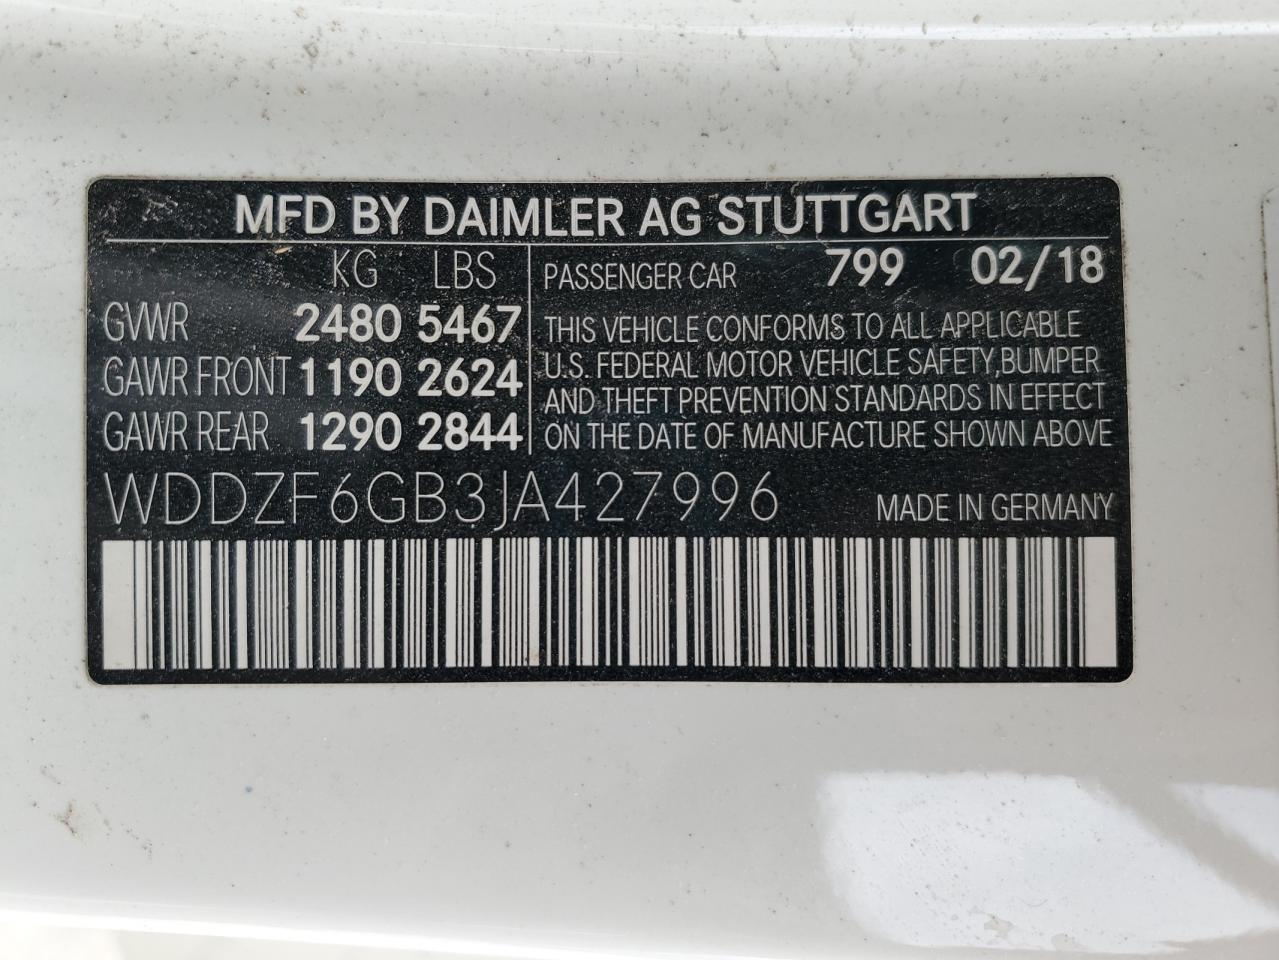 MFD BY DAIMLER AG STUTTGART
KG LBS
GVWR 2480 5467
GAWR FRONT 1190 2624
GAWR REAR 1290 2844
PASSENGER CAR 799 02/18
THIS VEHICLE CONFORMS TO ALL APPLICABLE
U.S. FEDERAL MOTOR VEHICLE SAFETY,BUMPER
AND THEFT PREVENTION STANDARDS IN EFFECT
ON THE DATE OF MANUFACTURE SHOWN ABOVE
WDDZF6GB3JA427996 MADE IN GERMANY